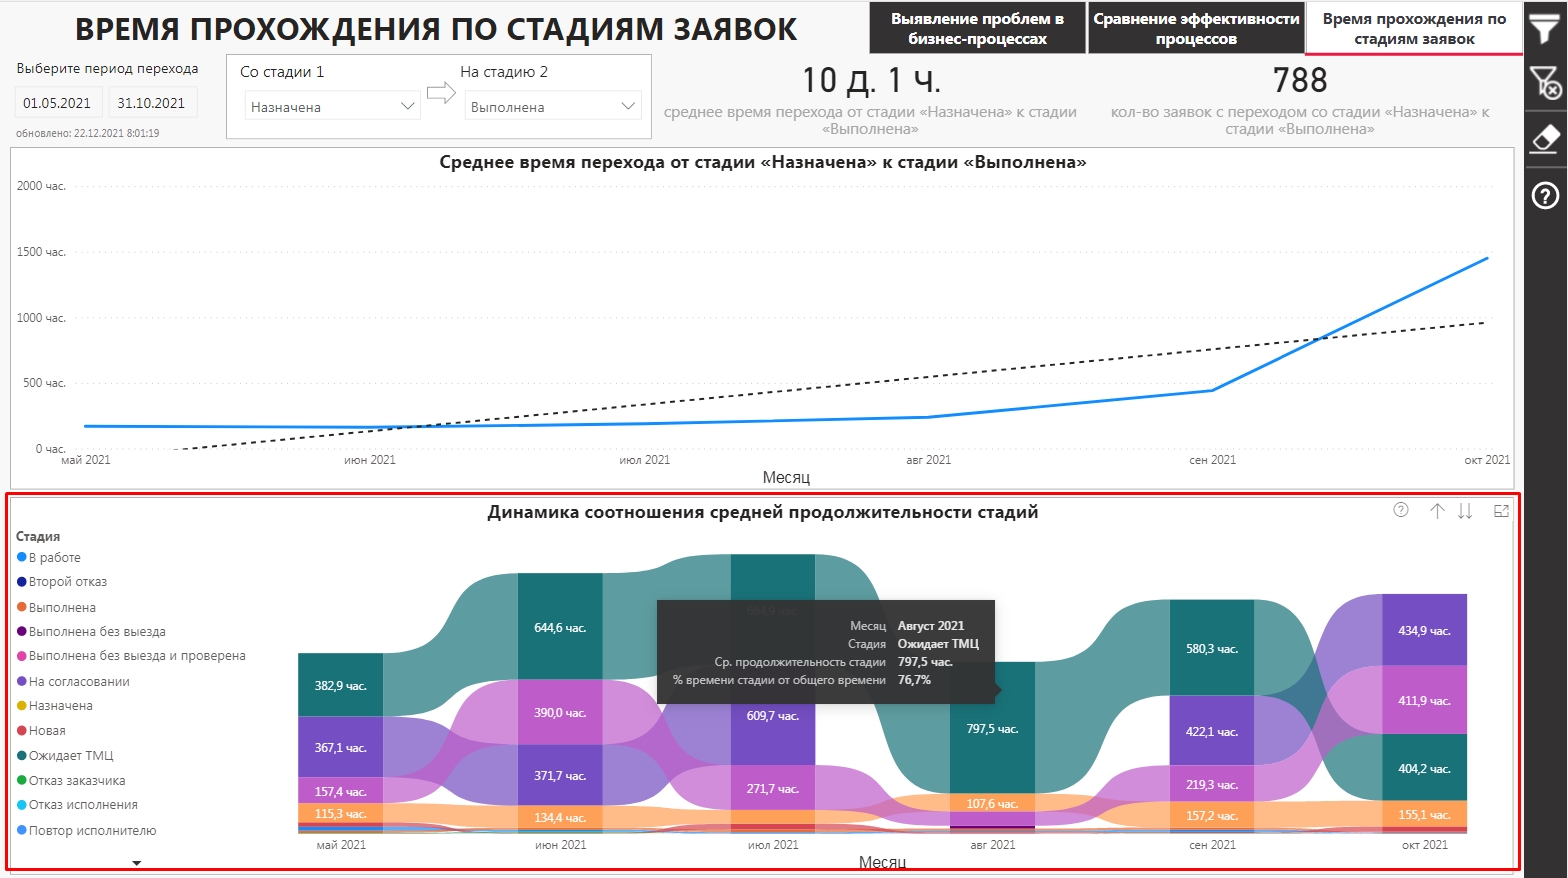 ВРЕМЯ ПРОХОЖДЕНИЯ ПО СТАДИЯМ ЗАЯВОК
Выявление проблем в
бизнес-процессах
Сравнение эффективности
процессов
Время прохождения по
стадиям заявок
Выберите период перехода
01.05.2021
31.10.2021
обновлено: 22.12.2021 8:01:19
Со стадии 1
Назначена
На стадию 2
Выполнена
10 д. 1 ч.
среднее время перехода от стадии «Назначена» к стадии
«Выполнена»
788
кол-во заявок с переходом со стадии «Назначена» к
стадии «Выполнена»
Среднее время перехода от стадии «Назначена» к стадии «Выполнена»
2000 час.
1500 час.
1000 час.
500 час.
0 час.
май 2021
июн 2021
июл 2021
авг 2021
сен 2021
окт 2021
Месяц
Динамика соотношения средней продолжительности стадий
Стадия
В работе
Второй отказ
Выполнена
Выполнена без выезда
Выполнена без выезда и проверена
На согласовании
Назначена
Новая
Ожидает ТМЦ
Отказ заказчика
Отказ исполнения
Повтор исполнителю
382,9 час.
367,1 час.
157,4 час.
115,3 час.
644,6 час.
390,0 час.
371,7 час.
134,4 час.
664,9 час.
609,7 час.
271,7 час.
Месяц Август 2021
Стадия Ожидает ТМЦ
Ср. продолжительность стадии 797,5 час.
% времени стадии от общего времени 76,7%
797,5 час.
107,6 час.
580,3 час.
422,1 час.
219,3 час.
157,2 час.
434,9 час.
411,9 час.
404,2 час.
155,1 час.
май 2021
июн 2021
июл 2021
авг 2021
сен 2021
окт 2021
Месяц